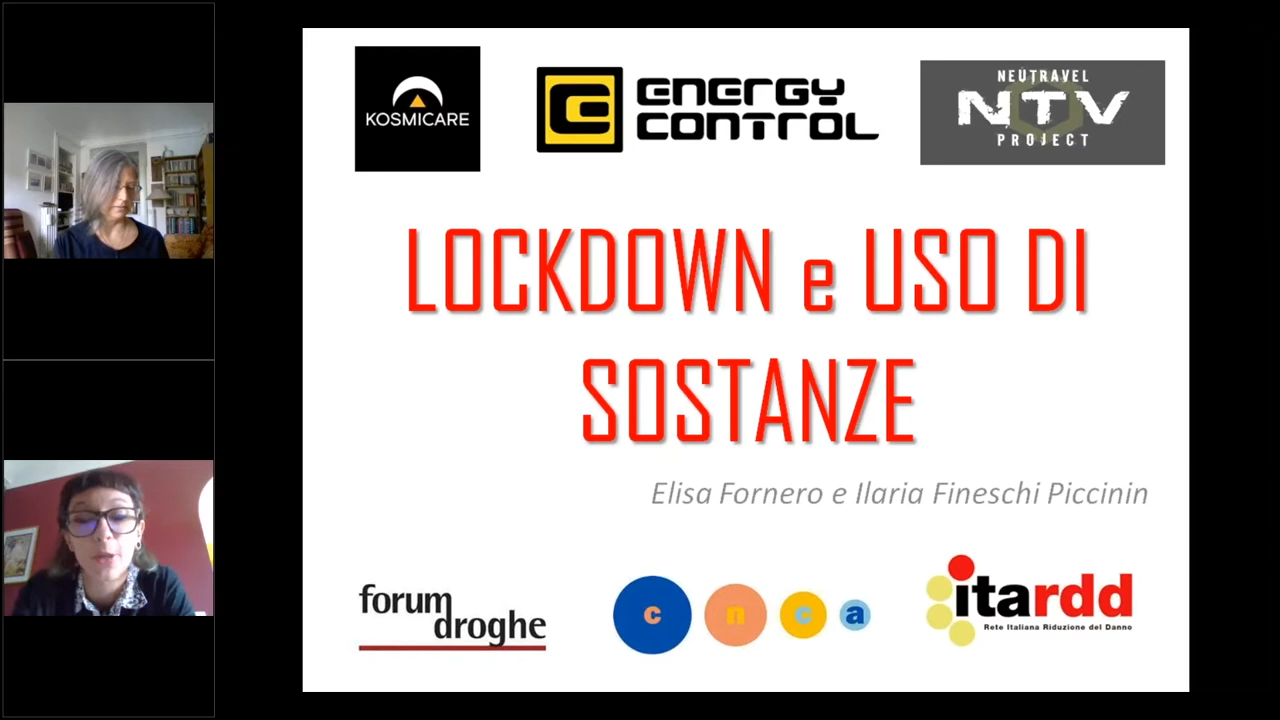 KOSMICARE
ENERGY
CONTROL
NEUTRAVEL
NTV
PROJECT
LOCKDOWN e USO DI
SOSTANZE
Elisa Fornero e Ilaria Fineschi Piccinin
forum
droghe
c n c a
itardd
Rete Italiana Riduzione del Danno